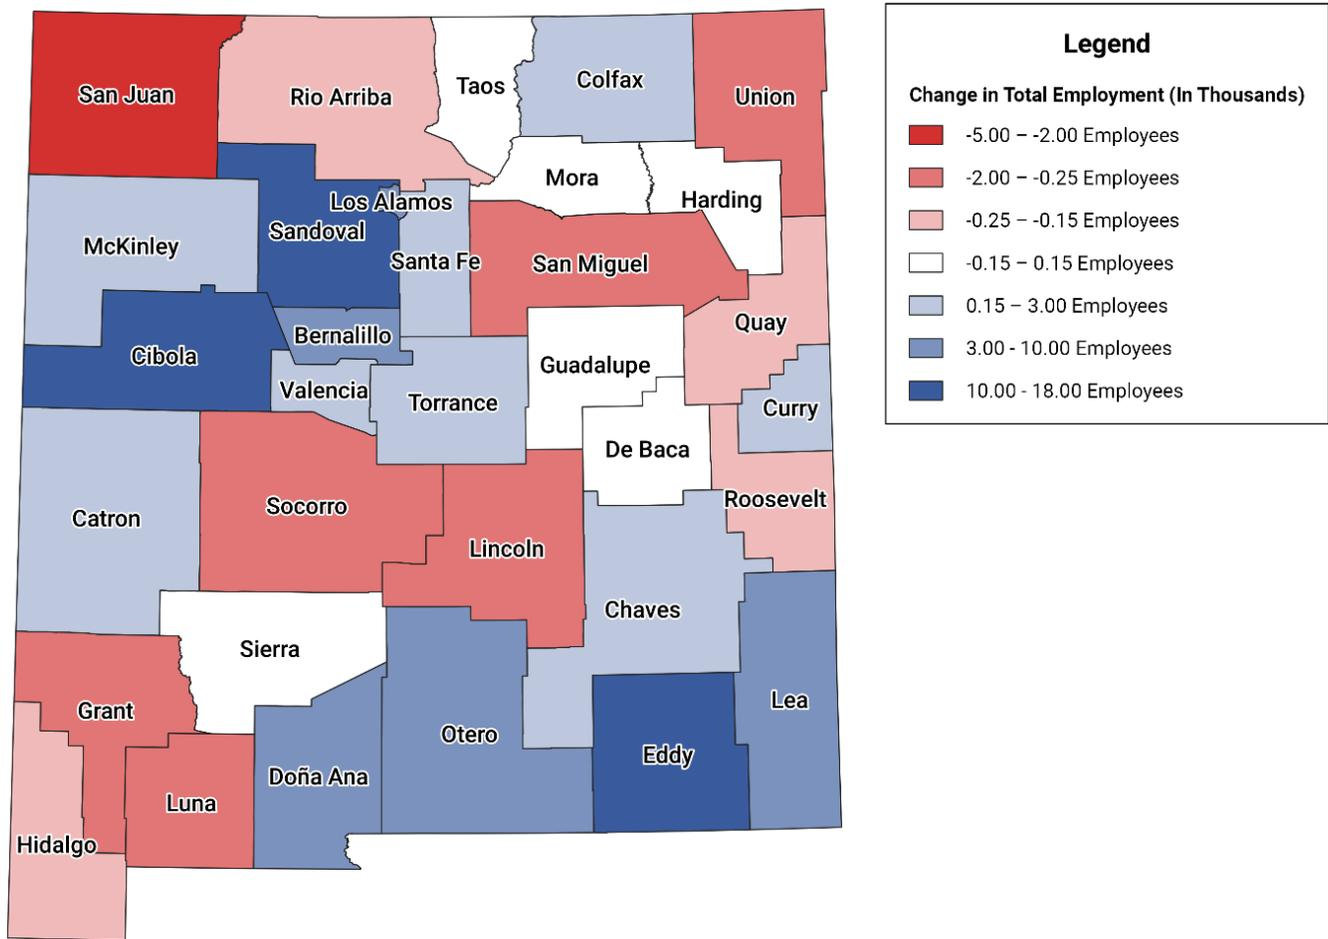 Legend
Change in Total Employment (In Thousands)
-5.00 – -2.00 Employees
-2.00 – -0.25 Employees
-0.25 – -0.15 Employees
-0.15 – 0.15 Employees
0.15 – 3.00 Employees
3.00 - 10.00 Employees
10.00 - 18.00 Employees
San Juan
Rio Arriba
Taos
Colfax
Union
Mora
Harding
Los Alamos
Sandoval
McKinley
Santa Fe
San Miguel
Quay
Bernalillo
Cibola
Guadalupe
Valencia
Torrance
Curry
De Baca
Roosevelt
Catron
Socorro
Lincoln
Chaves
Sierra
Grant
Otero
Lea
Eddy
Doña Ana
Luna
Hidalgo